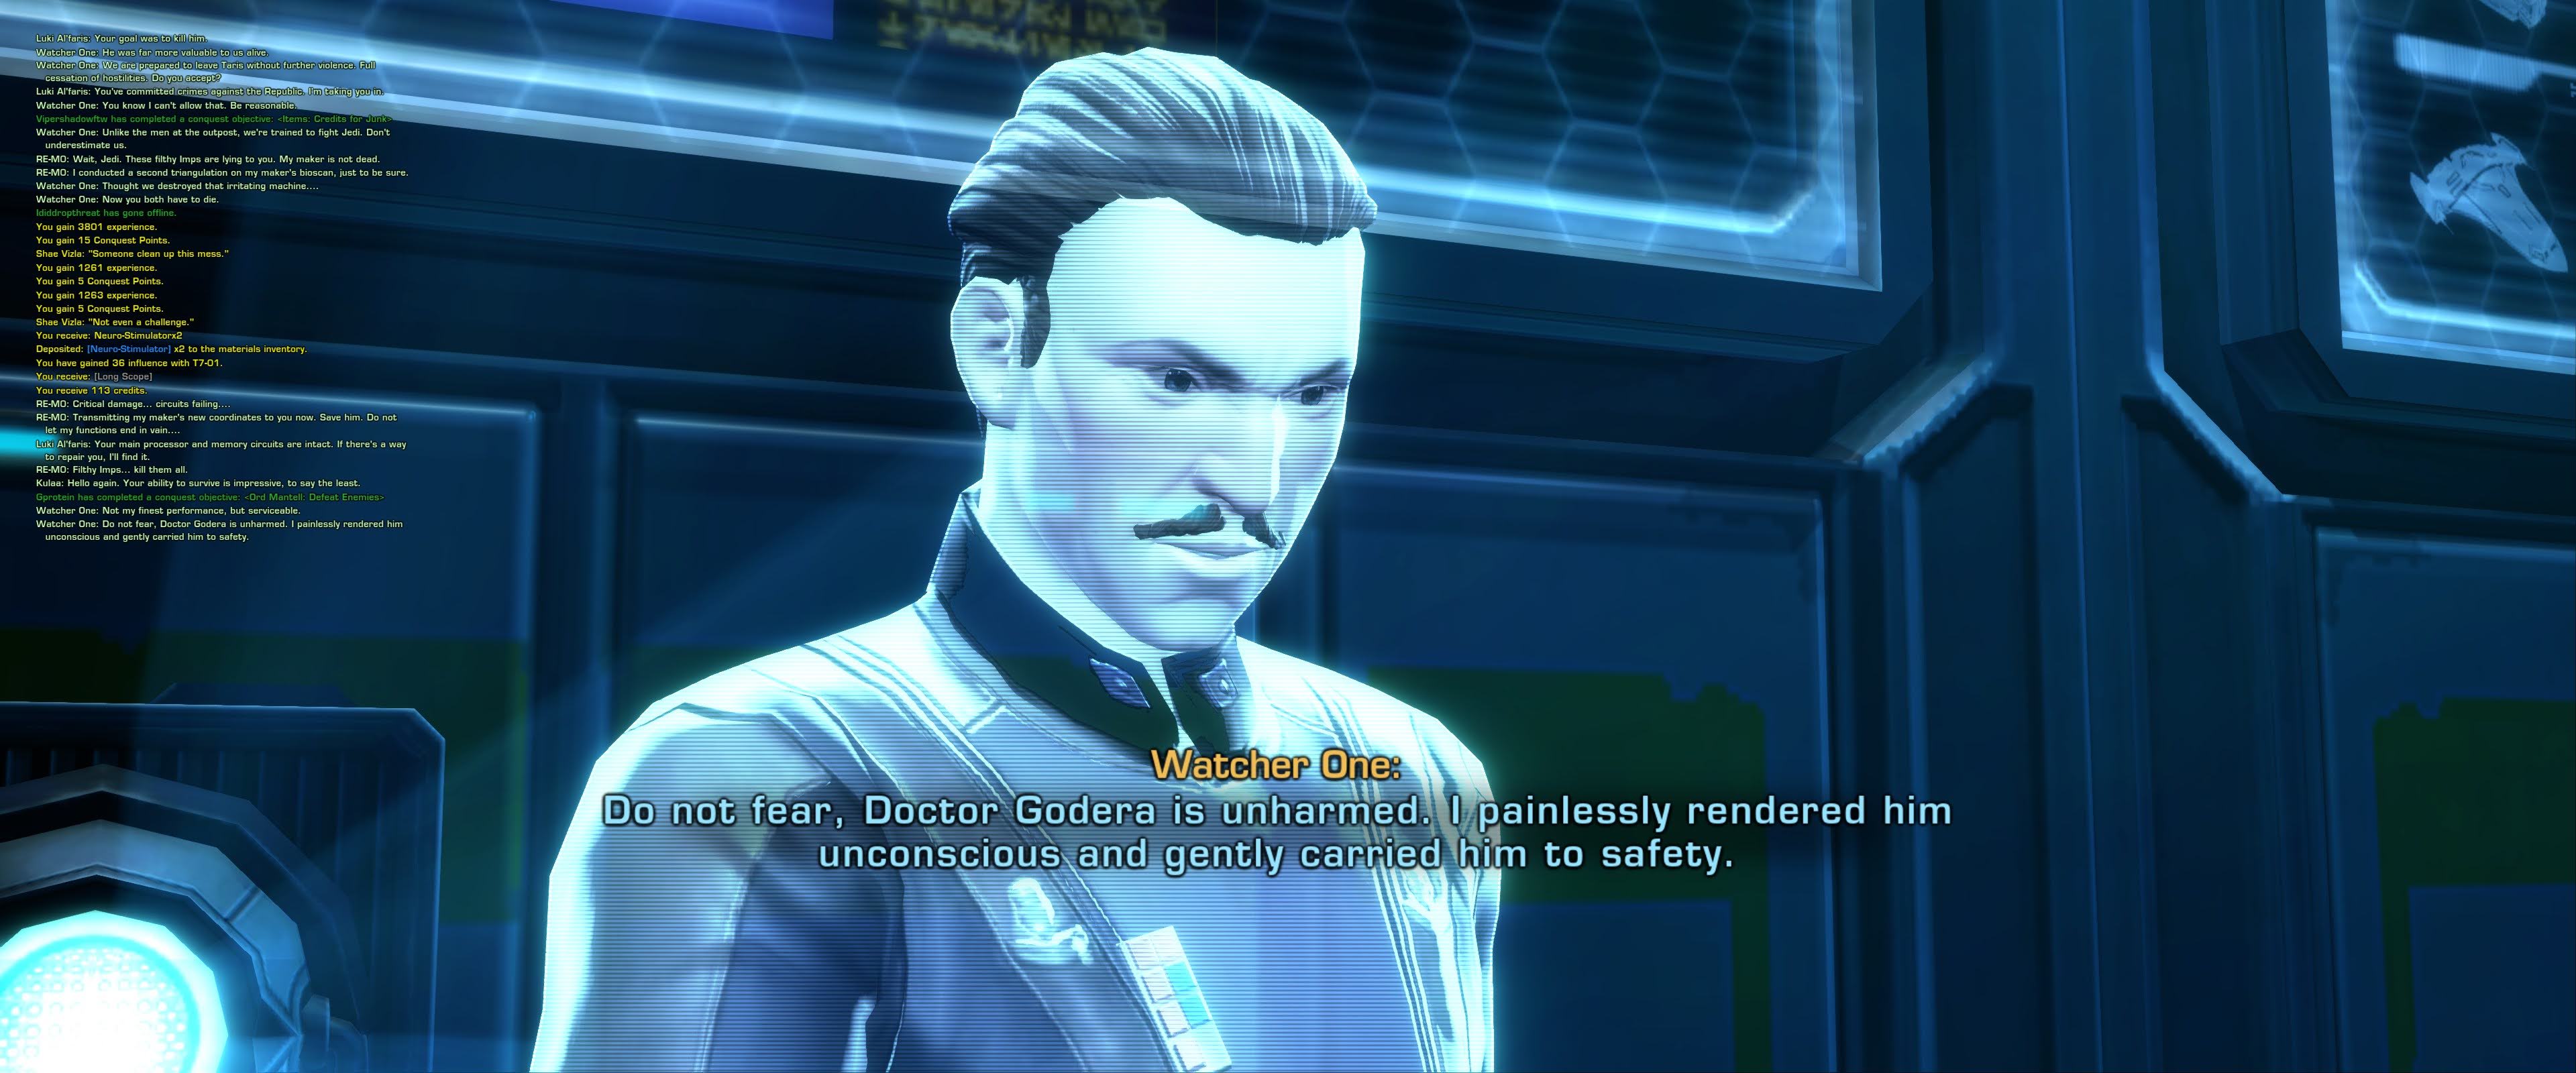 Luki Al'faris: Your goal was to kill him.
Watcher One: He was far more valuable to us alive.
Watcher One: We are prepared to leave Taris without further violence. Full
cessation of hostilities. Do you accept?
Luki Al'faris: You've committed crimes against the Republic. I'm taking you in.
Watcher One: You know I can't allow that. Be reasonable.
Vipershadowftw has completed a conquest objective: <Items: Credits for Junk>
Watcher One: Unlike the men at the outpost, we're trained to fight Jedi. Don't
underestimate us.
RE-M0: Wait, Jedi. These filthy Imps are lying to you. My maker is not dead.
RE-M0: I conducted a second triangulation on my maker's bioscan, just to be sure.
Watcher One: Thought we destroyed that irritating machine....
Watcher One: Now you both have to die.
Ididdropthreat has gone offline.
You gain 3801 experience.
You gain 15 Conquest Points.
Shae Vizla: "Someone clean up this mess."
You gain 1261 experience.
You gain 5 Conquest Points.
You gain 1263 experience.
You gain 5 Conquest Points.
Shae Vizla: "Not even a challenge."
You receive: Neuro-Stimulatorx2
Deposited: [Neuro-Stimulator] x2 to the materials inventory.
You have gained 36 influence with T7-01.
You receive: [Long Scope]
You receive 113 credits.
RE-M0: Critical damage... circuits failing....
RE-M0: Transmitting my maker's new coordinates to you now. Save him. Do not
let my functions end in vain....
Luki Al'faris: Your main processor and memory circuits are intact. If there's a way
to repair you, I'll find it.
RE-M0: Filthy Imps... kill them all.
Kulaa: Hello again. Your ability to survive is impressive, to say the least.
Gprotein has completed a conquest objective: <Ord Mantell: Defeat Enemies>
Watcher One: Not my finest performance, but serviceable.
Watcher One: Do not fear, Doctor Godera is unharmed. I painlessly rendered him
unconscious and gently carried him to safety.
Watcher One:
Do not fear, Doctor Godera is unharmed. I painlessly rendered him
unconscious and gently carried him to safety.